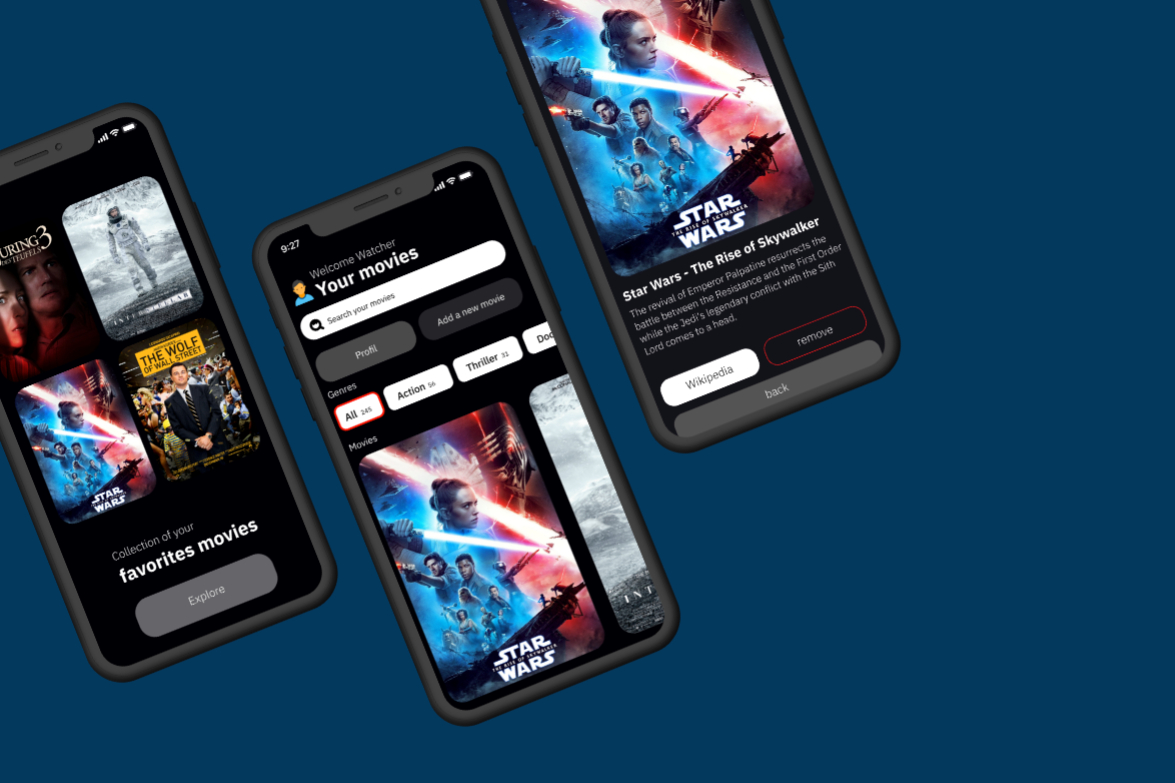 URING 3
INTERSTELLAR
THE WOLF
OF WALL STREET
STAR
WARS
Collection of your
favorites movies
Explore
9:27
Welcome Watcher
Your movies
Search your movies
Profil
Add a new movie
Genres
All 245
Action 56
Thriller 32
Doc
Movies
STAR
THE RISE OF SKYWALKER
WARS
INT
STAR
THE RISE OF SKYWALKER
WARS
Star Wars - The Rise of Skywalker
The revival of Emperor Palpatine resurrects the
battle between the Resistance and the First Order
while the Jedi's legendary conflict with the Sith
Lord comes to a head.
Wikipedia
remove
back